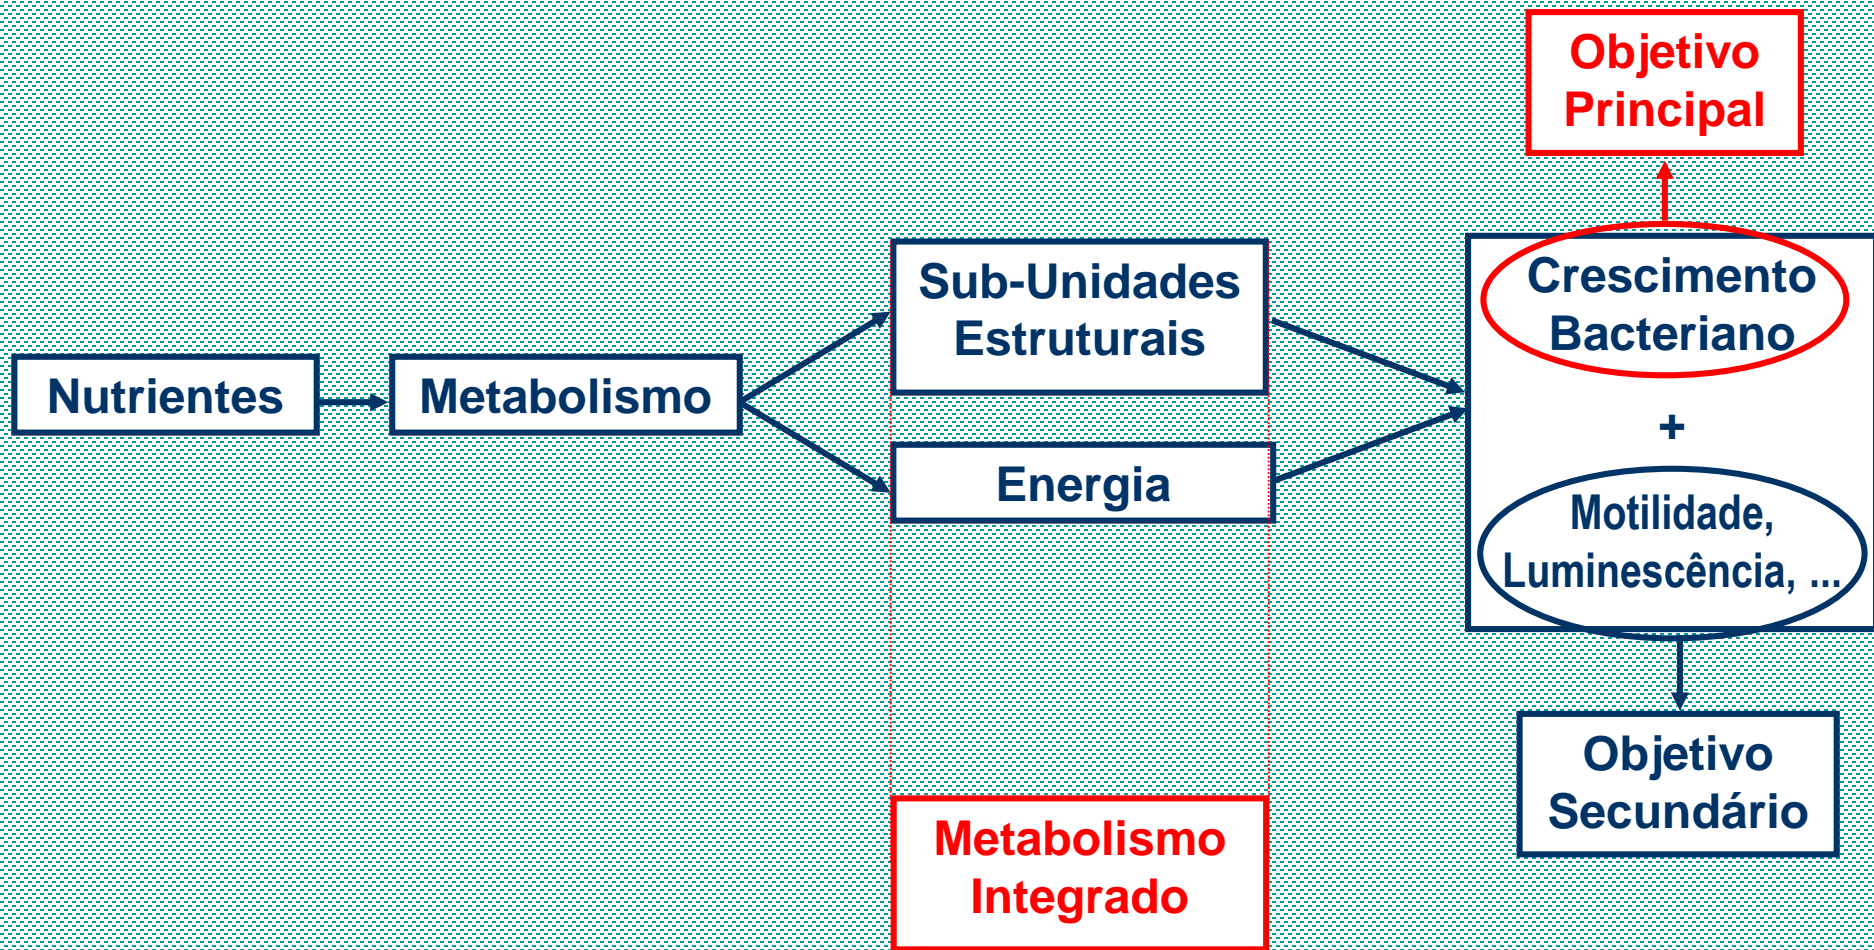 Objetivo
Principal
Sub-Unidades
Estruturais
Crescimento
Bacteriano
Nutrientes
Metabolismo
+
Energia
Motilidade,
Luminescência, ...
Objetivo
Secundário
Metabolismo
Integrado